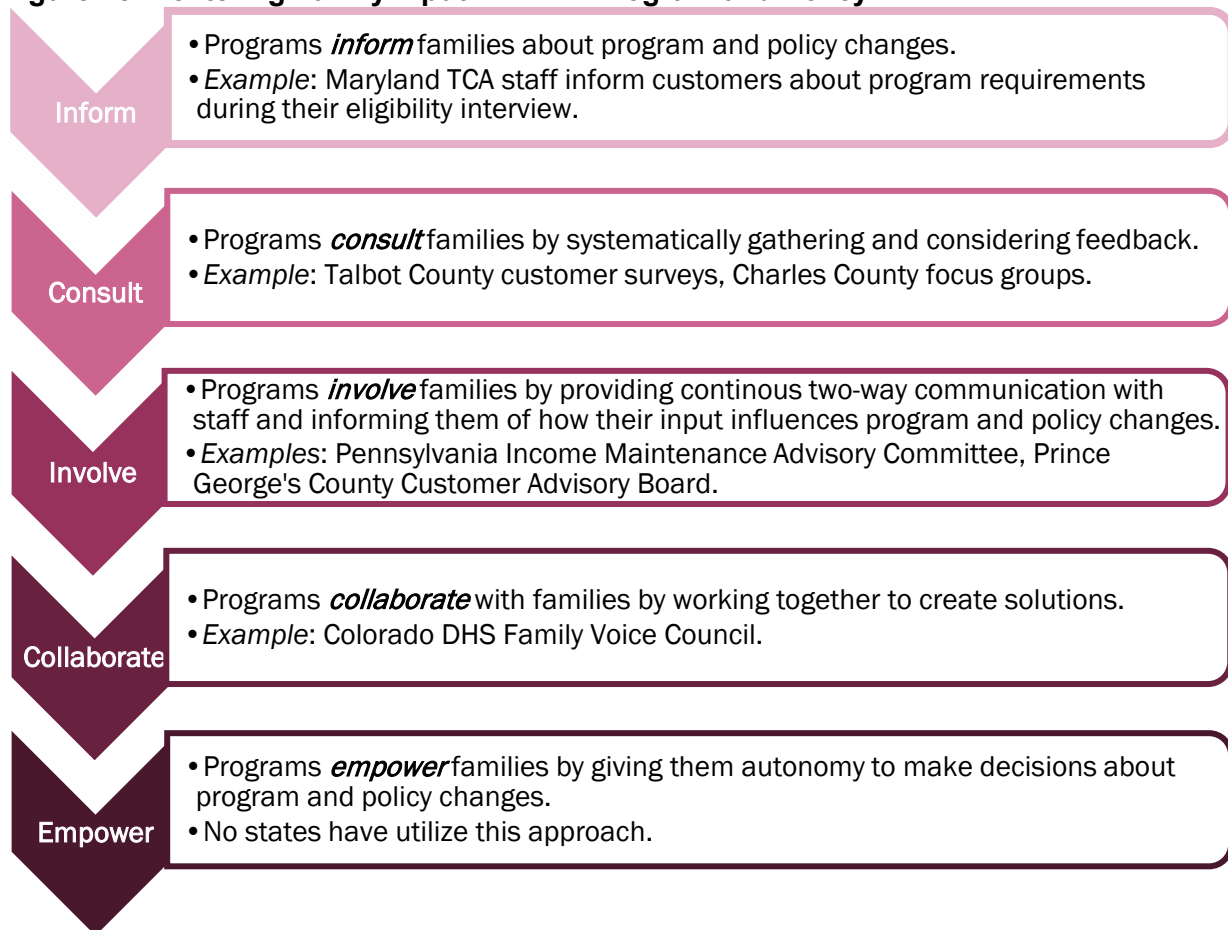 Inform
•Programs inform families about program and policy changes.
•Example: Maryland TCA staff inform customers about program requirements
during their eligibility interview.
Consult
•Programs consult families by systematically gathering and considering feedback.
•Example: Talbot County customer surveys, Charles County focus groups.
Involve
•Programs involve families by providing continous two-way communication with
staff and informing them of how their input influences program and policy changes.
•Examples: Pennsylvania Income Maintenance Advisory Committee, Prince
George's County Customer Advisory Board.
Collaborate
•Programs collaborate with families by working together to create solutions.
•Example: Colorado DHS Family Voice Council.
Empower
•Programs empower families by giving them autonomy to make decisions about
program and policy changes.
•No states have utilize this approach.